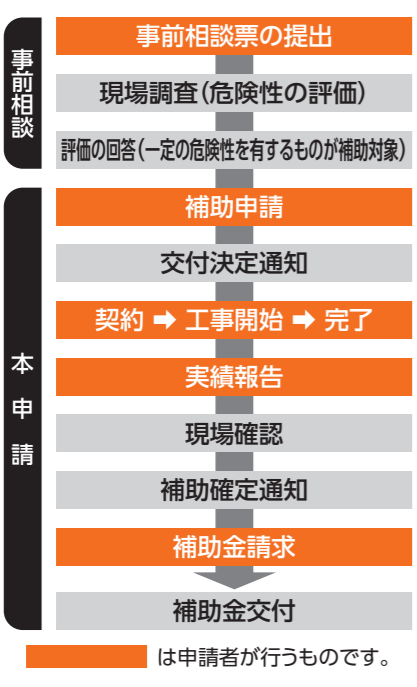 事前相談
事前相談票の提出
現場調査(危険性の評価)
評価の回答(一定の危険性を有するものが補助対象)
本申請
補助申請
交付決定通知
契約 ➡ 工事開始 ➡ 完了
実績報告
現場確認
補助確定通知
補助金請求
補助金交付
は申請者が行うものです。